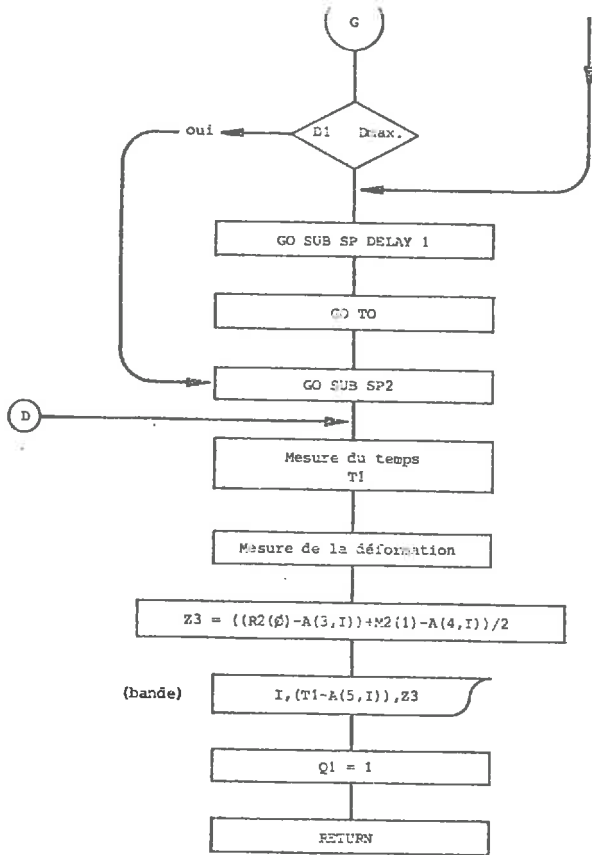 G
oui
D1 Dmax.
GO SUB SP DELAY 1
GO TO
GO SUB SP2
D
Mesure du temps
T1
Mesure de la déformation
Z3 = ((R2(Ø)-A(3,I))+M2(1)-A(4,I))/2
(bande)
I,(T1-A(5,I)),Z3
Q1 = 1
RETURN